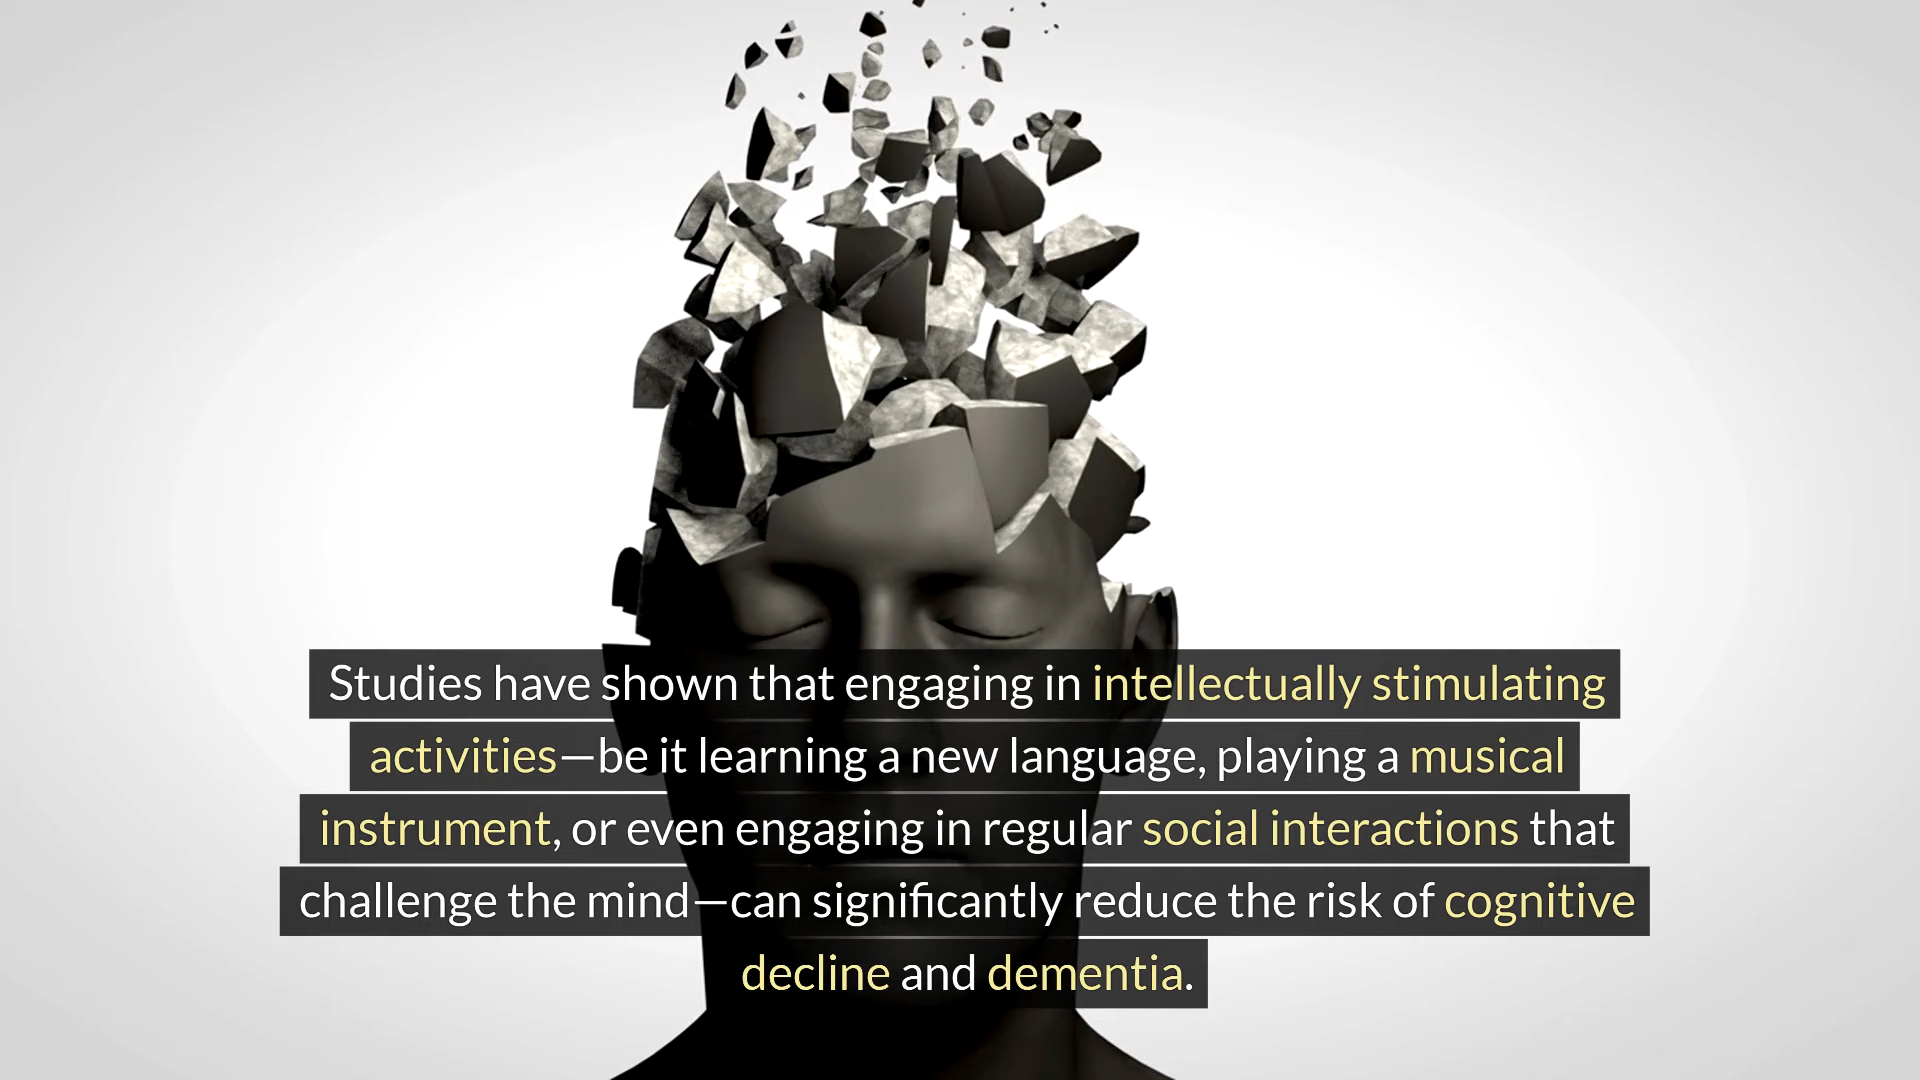 Studies have shown that engaging in intellectually stimulating
activities—be it learning a new language, playing a musical
instrument, or even engaging in regular social interactions that
challenge the mind—can significantly reduce the risk of cognitive
decline and dementia.